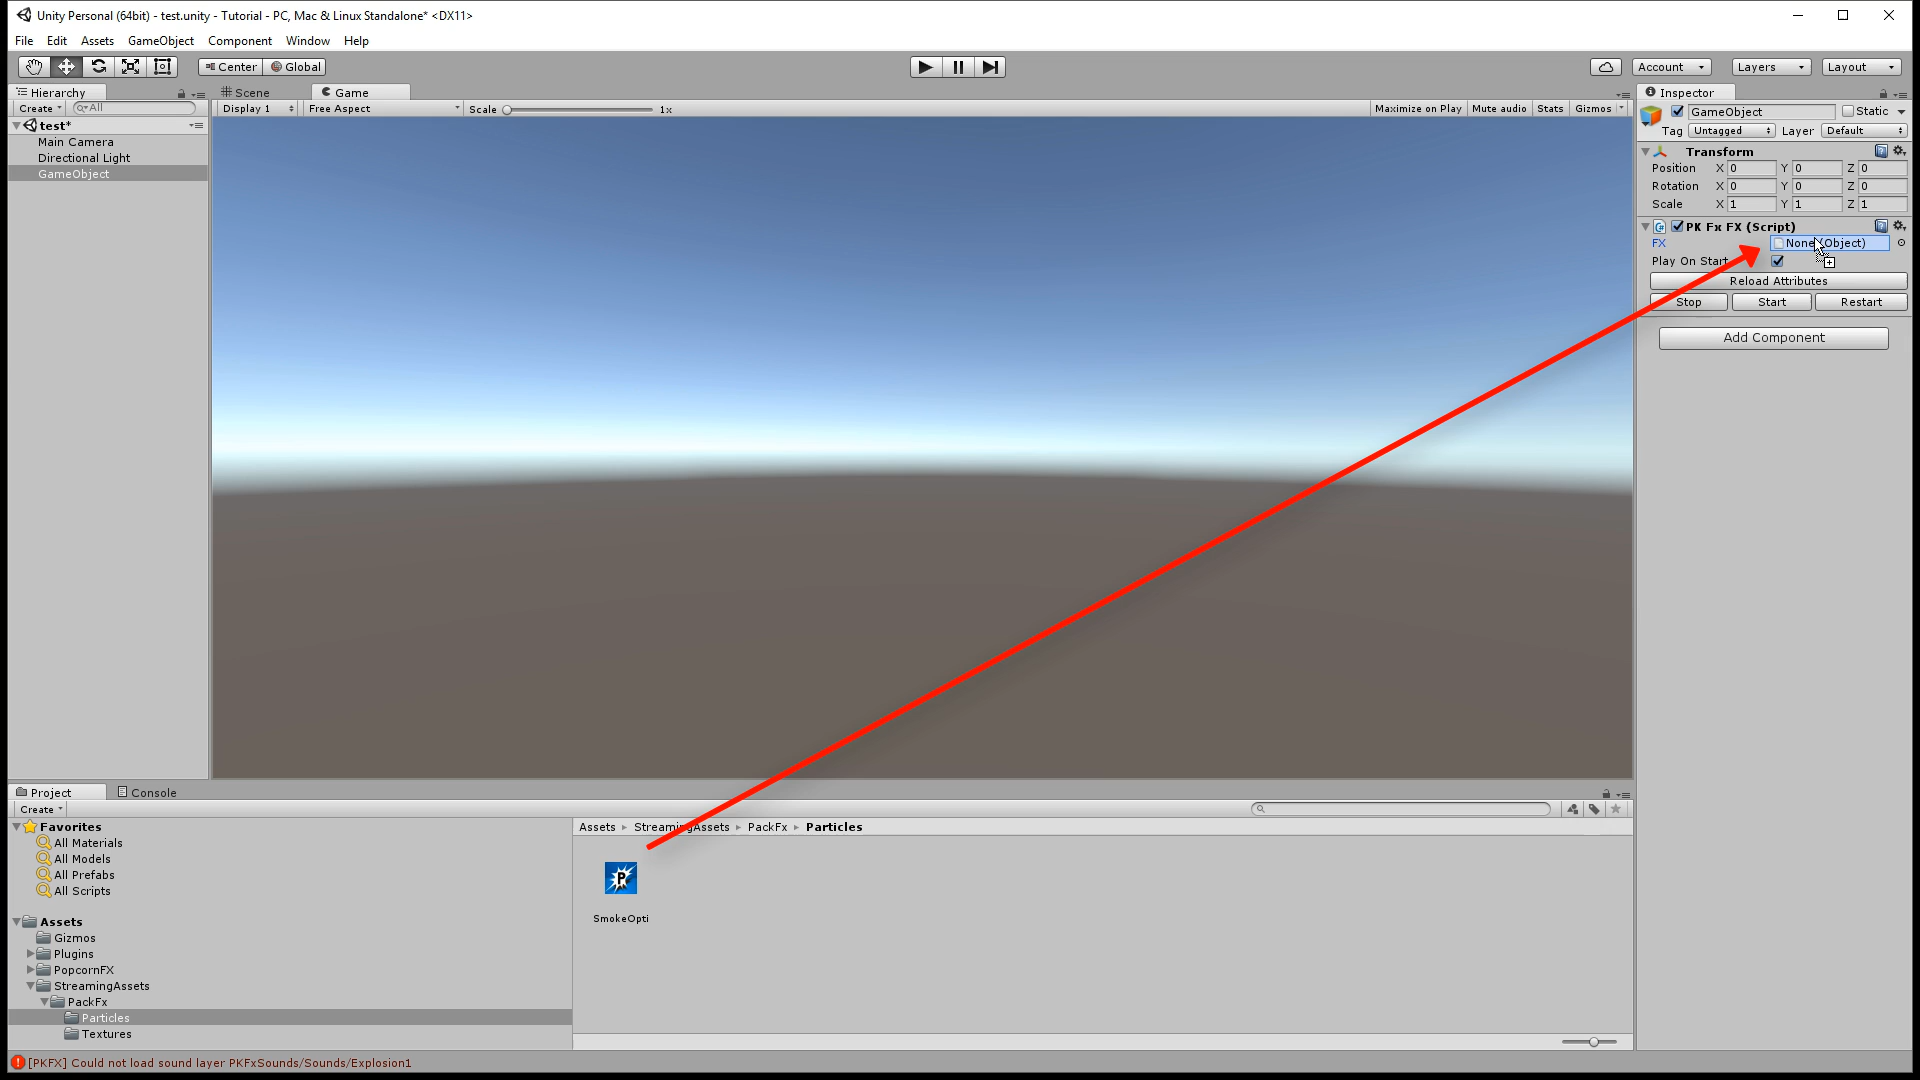 Unity Personal (64bit) - test.unity - Tutorial - PC, Mac & Linux Standalone* <DX11>
File Edit Assets GameObject Component Window Help
Center Global
Account Layers Layout
Hierarchy
Create All
test*
Main Camera
Directional Light
GameObject
Scene Game
Display 1 Free Aspect Scale 1x Maximize on Play Mute audio Stats Gizmos
Inspector
GameObject Static
Tag Untagged Layer Default
Transform
Position X 0 Y 0 Z 0
Rotation X 0 Y 0 Z 0
Scale X 1 Y 1 Z 1
PK Fx FX (Script)
FX None (Object)
Play On Start
Reload Attributes
Stop Start Restart
Add Component
Project Console
Create
Favorites
All Materials
All Models
All Prefabs
All Scripts
Assets
Gizmos
Plugins
PopcornFX
StreamingAssets
PackFx
Particles
Textures
Assets StreamingAssets PackFx Particles
P
SmokeOpti
[PKFX] Could not load sound layer PKFxSounds/Sounds/Explosion1